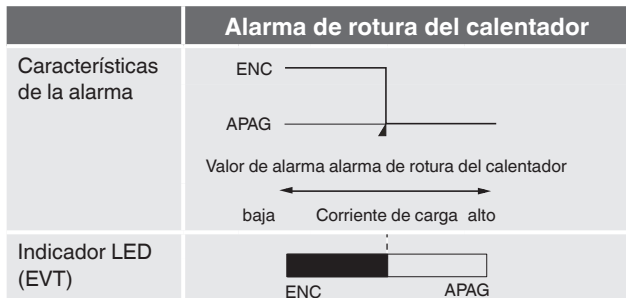 Alarma de rotura del calentador
Características
de la alarma
ENC
APAG
Valor de alarma alarma de rotura del calentador
baja Corriente de carga alto
Indicador LED
(EVT)
ENC APAG